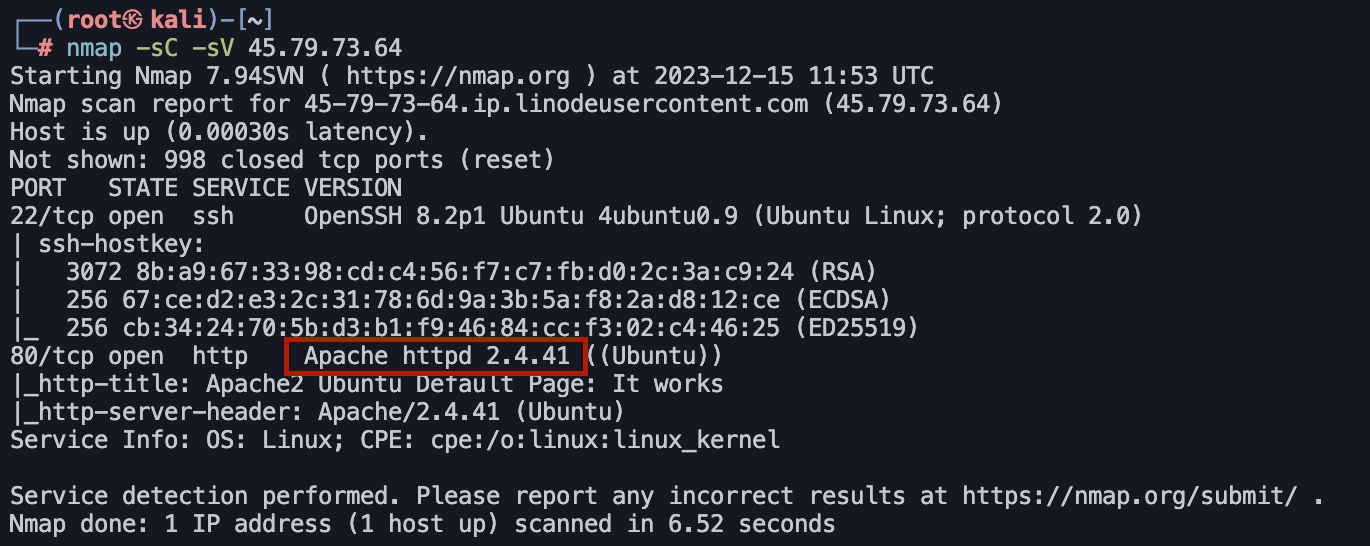 ┌──(root㉿kali)-[~]
└─# nmap -sC -sV 45.79.73.64
Starting Nmap 7.94SVN ( https://nmap.org ) at 2023-12-15 11:53 UTC
Nmap scan report for 45-79-73-64.ip.linodeusercontent.com (45.79.73.64)
Host is up (0.00030s latency).
Not shown: 998 closed tcp ports (reset)
PORT   STATE SERVICE VERSION
22/tcp open  ssh     OpenSSH 8.2p1 Ubuntu 4ubuntu0.9 (Ubuntu Linux; protocol 2.0)
| ssh-hostkey:
|   3072 8b:a9:67:33:98:cd:c4:56:f7:c7:fb:d0:2c:3a:c9:24 (RSA)
|   256 67:ce:d2:e3:2c:31:78:6d:9a:3b:5a:f8:2a:d8:12:ce (ECDSA)
|_  256 cb:34:24:70:5b:d3:b1:f9:46:84:cc:f3:02:c4:46:25 (ED25519)
80/tcp open  http    Apache httpd 2.4.41 ((Ubuntu))
|_http-title: Apache2 Ubuntu Default Page: It works
|_http-server-header: Apache/2.4.41 (Ubuntu)
Service Info: OS: Linux; CPE: cpe:/o:linux:linux_kernel

Service detection performed. Please report any incorrect results at https://nmap.org/submit/ .
Nmap done: 1 IP address (1 host up) scanned in 6.52 seconds